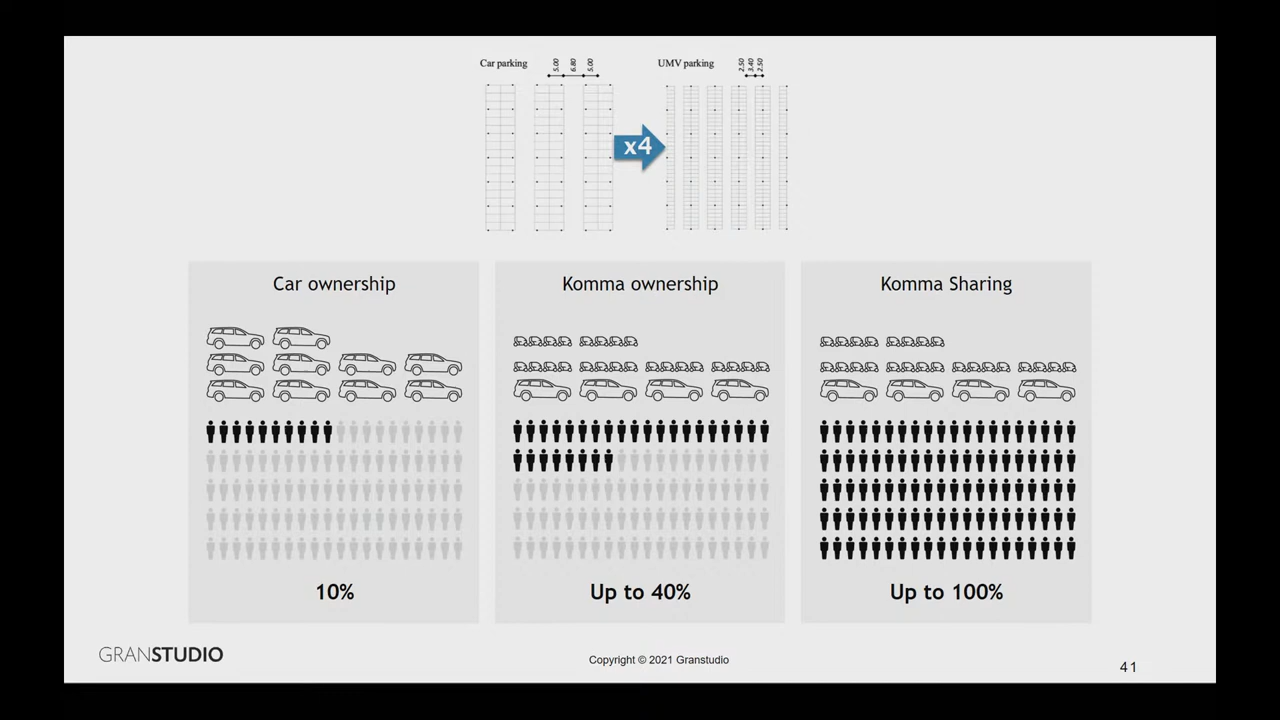 Car parking
5.00
6.80
5.00
UMV parking
2.50
3.40
2.50
x4
Car ownership
Komma ownership
Komma Sharing
10%
Up to 40%
Up to 100%
GRANSTUDIO
Copyright © 2021 Granstudio
41